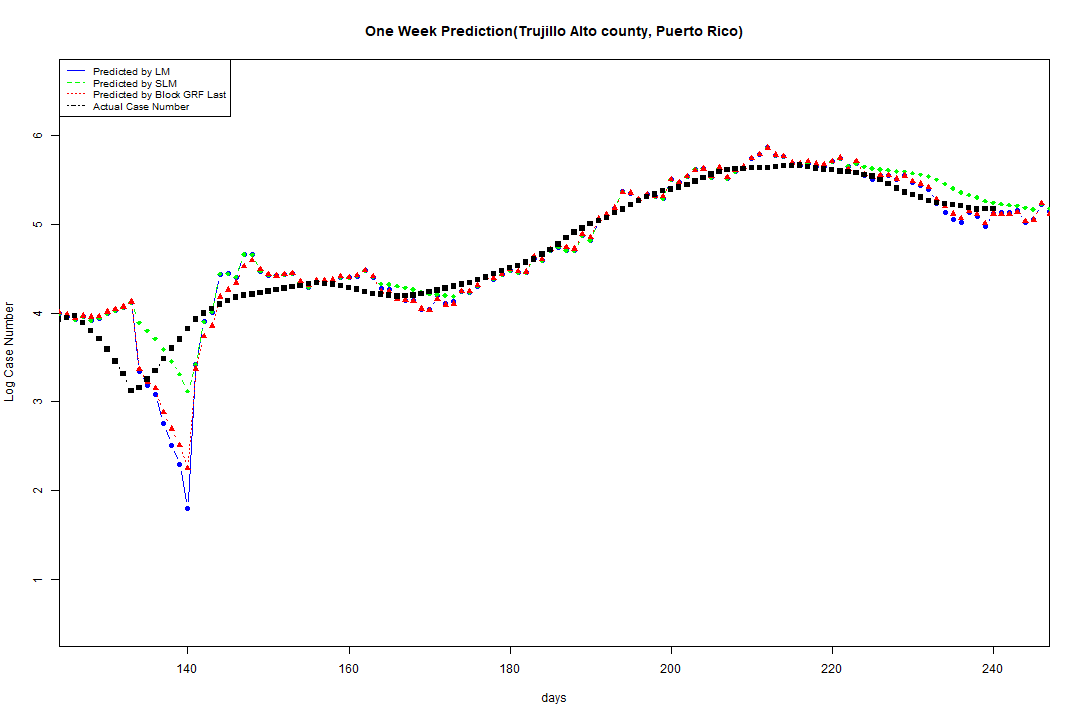 One Week Prediction(Trujillo Alto county, Puerto Rico)
Predicted by LM
Predicted by SLM
Predicted by Block GRF Last
Actual Case Number
Log Case Number
6
5
4
3
2
1
140 160 180 200 220 240
days